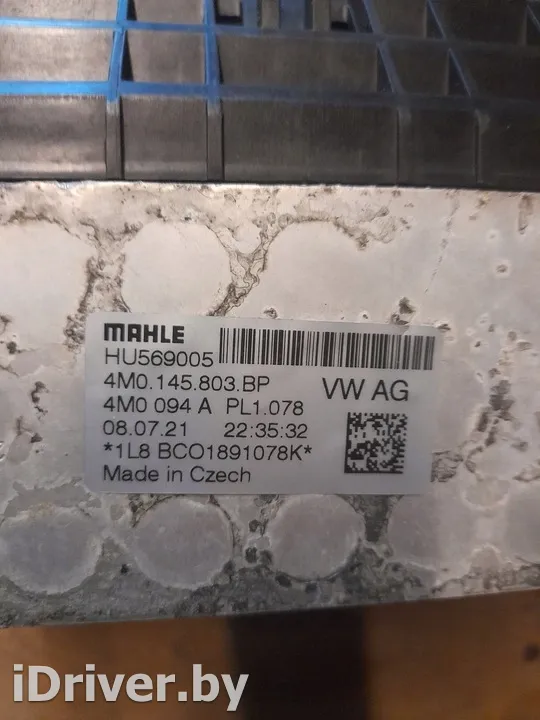 MAHLE
HU569005
4M0.145.803.BP VW AG
4M0 094 A PL1.078
08.07.21 22:35:32
*1L8 BCO1891078K*
Made in Czech
iDriver.by